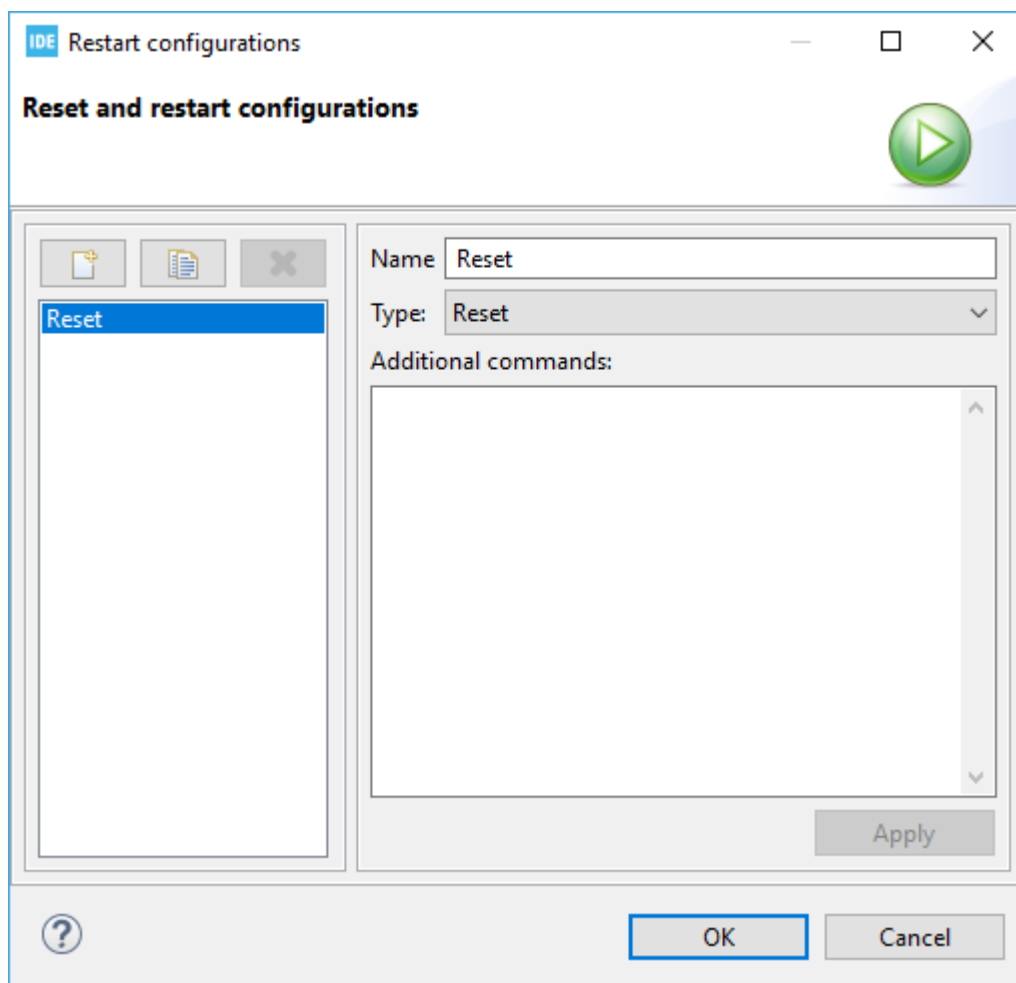 IDE Restart configurations
Reset and restart configurations
Name Reset
Reset
Type: Reset
Additional commands:
Apply
?
OK Cancel